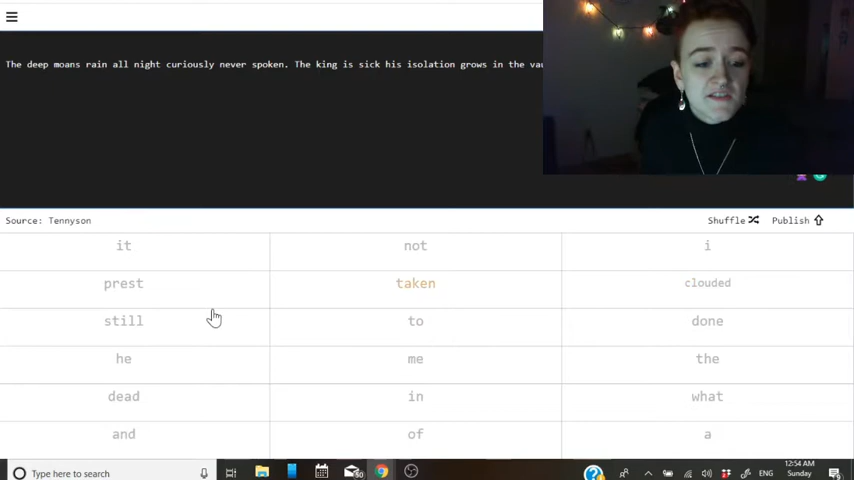 The deep moans rain all night curiously never spoken. The king is sick his isolation grows in the
Source: Tennyson
Shuffle Publish
it not i
prest taken clouded
still to done
he me the
dead in what
and of a
Type here to search
ENG
12:54 AM
Sunday